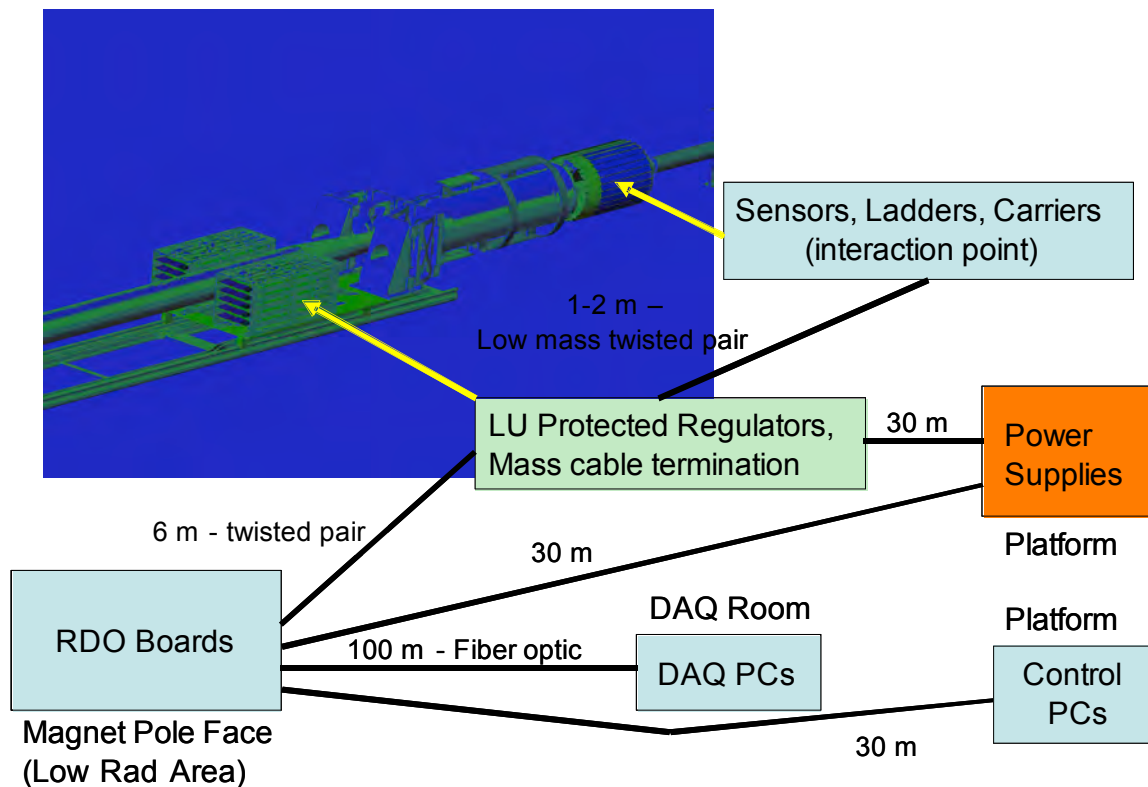 Sensors, Ladders, Carriers
(interaction point)
1-2 m –
Low mass twisted pair
LU Protected Regulators,
Mass cable termination
30 m
Power
Supplies
Platform
6 m - twisted pair
30 m
RDO Boards
Magnet Pole Face
(Low Rad Area)
100 m - Fiber optic
DAQ Room
DAQ PCs
Platform
Control
PCs
30 m